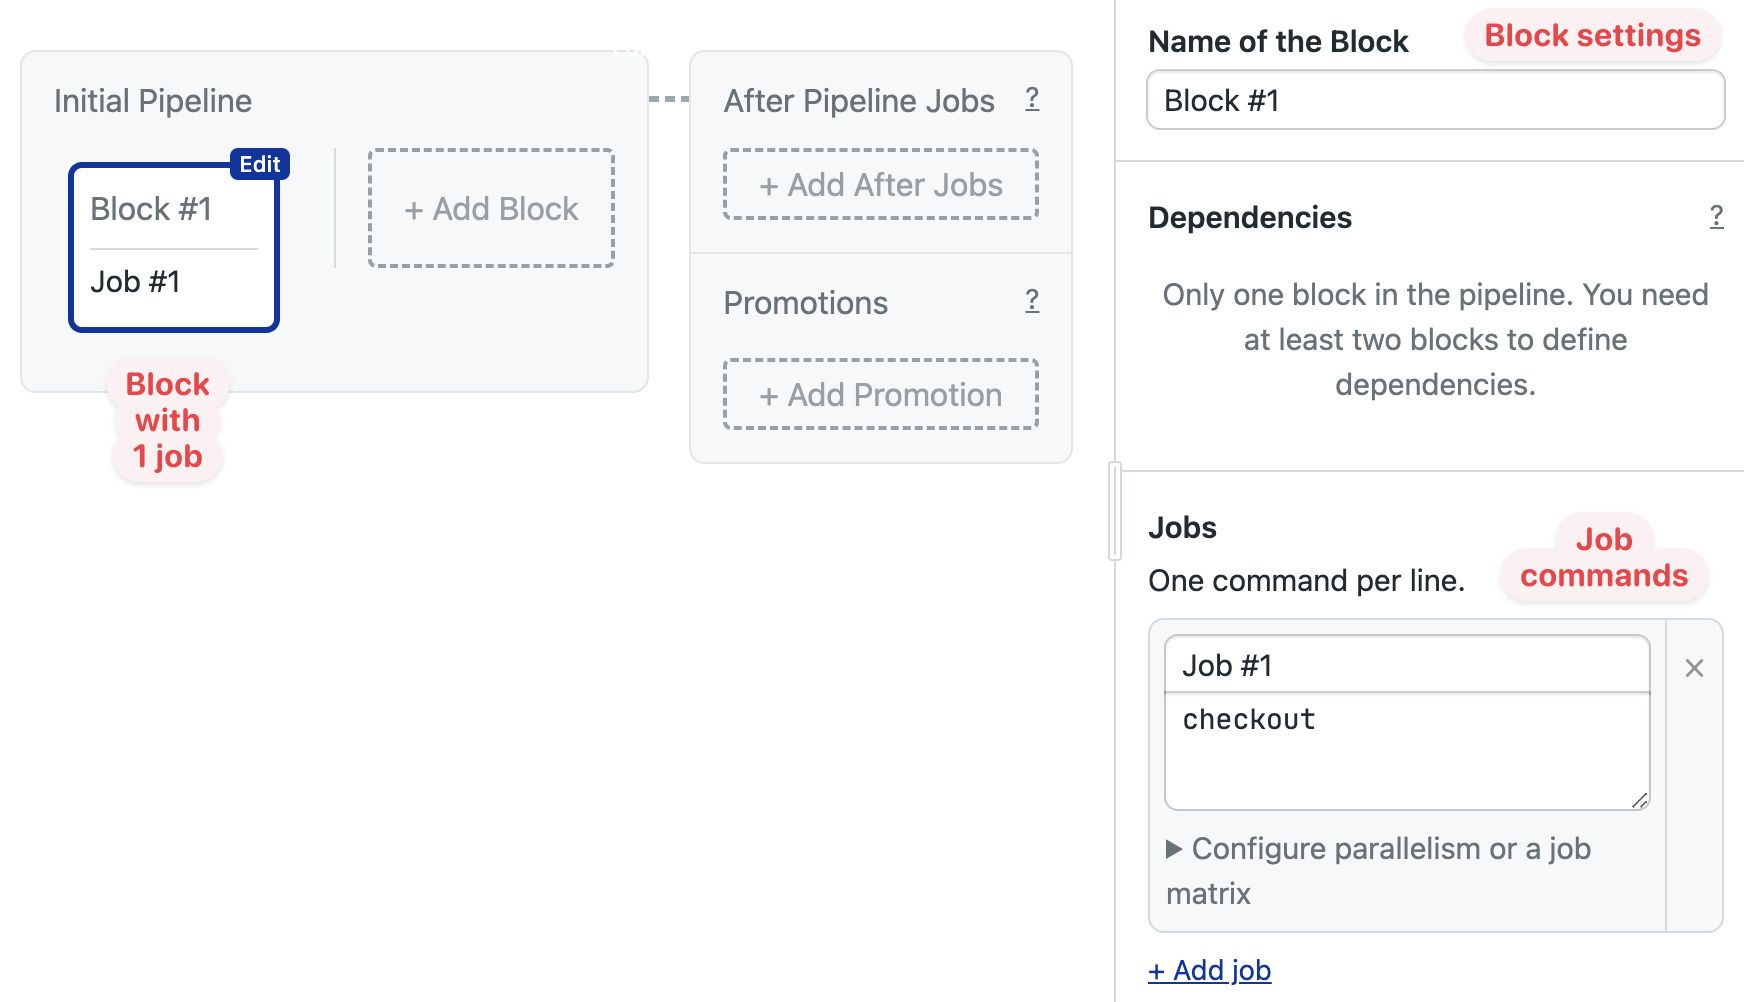 Initial Pipeline
Edit
Block #1
Job #1
+ Add Block
Block
with
1 job
After Pipeline Jobs ?
+ Add After Jobs
Promotions ?
+ Add Promotion
Name of the Block
Block settings
Block #1
Dependencies ?
Only one block in the pipeline. You need
at least two blocks to define
dependencies.
Jobs
One command per line.
Job
commands
Job #1
checkout
▶ Configure parallelism or a job
matrix
+ Add job